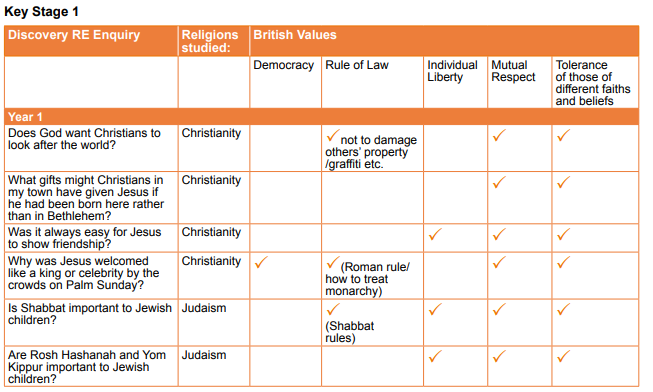 Key Stage 1
Discovery RE Enquiry
Religions
studied:
British Values
Democracy
Rule of Law
Individual
Liberty
Mutual
Respect
Tolerance
of those of
different faiths
and beliefs
Year 1
Does God want Christians to
look after the world?
Christianity
✓ not to damage
others' property
/graffiti etc.
✓
✓
What gifts might Christians in
my town have given Jesus if
he had been born here rather
than in Bethlehem?
Christianity
✓
✓
Was it always easy for Jesus
to show friendship?
Christianity
✓
✓
✓
Why was Jesus welcomed
like a king or celebrity by the
crowds on Palm Sunday?
Christianity
✓
✓ (Roman rule/
how to treat
monarchy)
✓
✓
Is Shabbat important to Jewish
children?
Judaism
✓
(Shabbat
rules)
✓
✓
✓
Are Rosh Hashanah and Yom
Kippur important to Jewish
children?
Judaism
✓
✓
✓